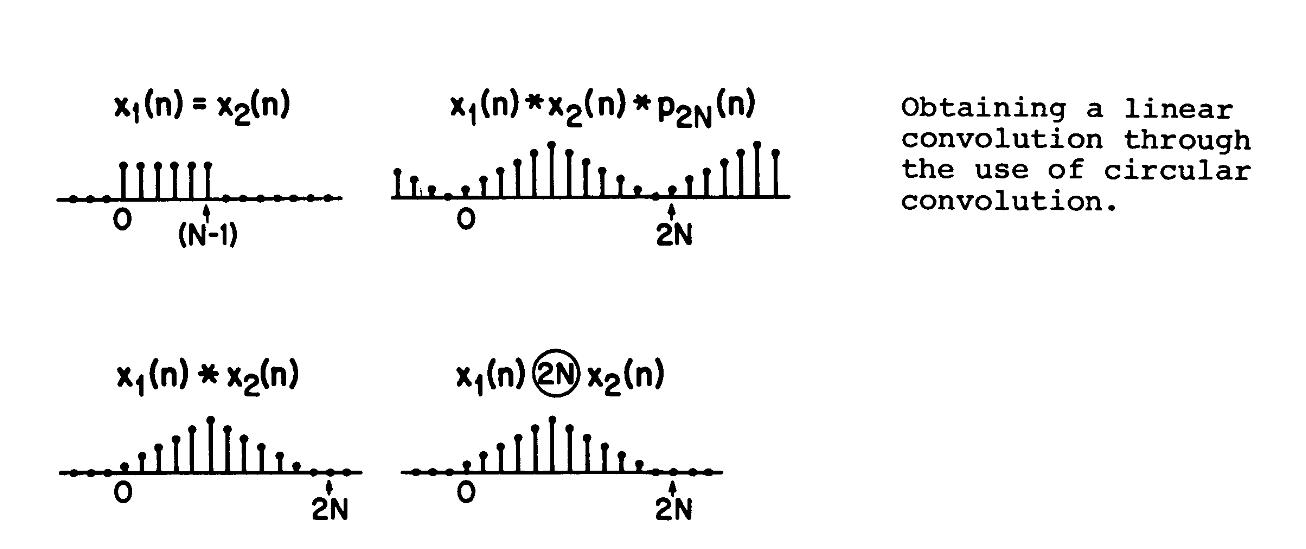 x₁(n) = x₂(n)
0
(N-1)
x₁(n) * x₂(n) * p₂N(n)
0
2N
Obtaining a linear
convolution through
the use of circular
convolution.
x₁(n) * x₂(n)
0
2N
x₁(n) 2N x₂(n)
0
2N